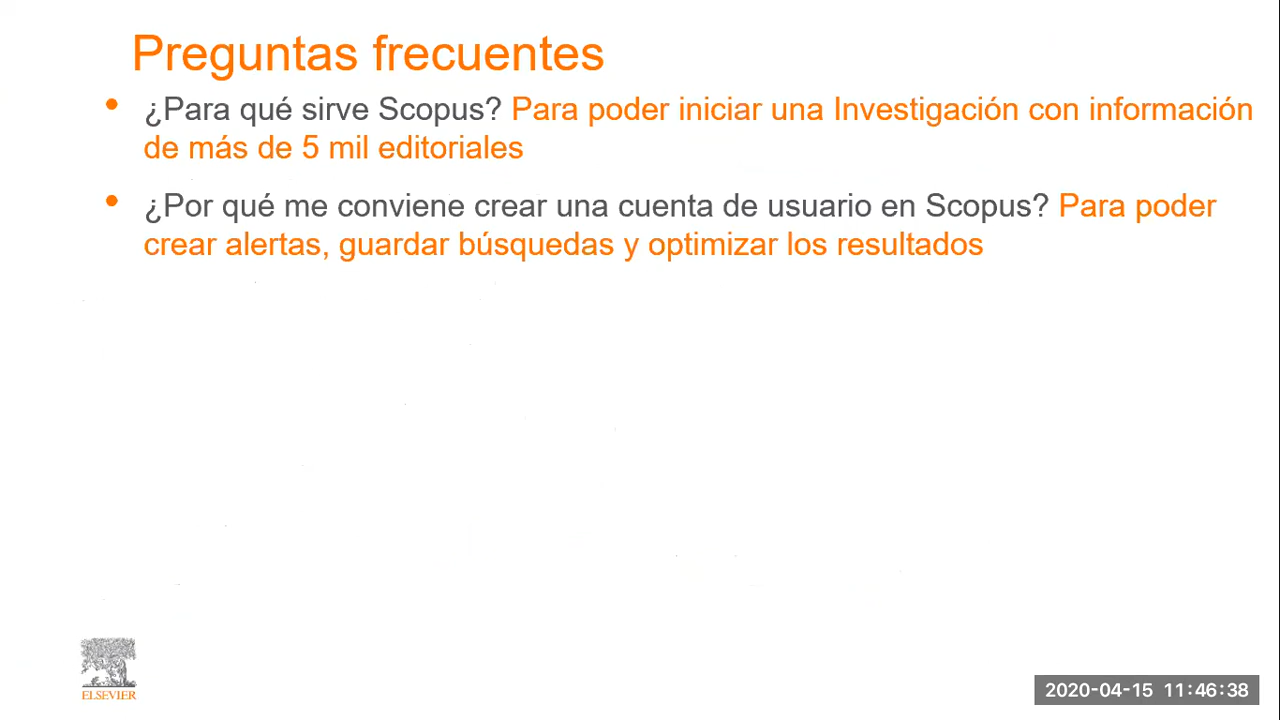 Preguntas frecuentes
• ¿Para qué sirve Scopus? Para poder iniciar una Investigación con información
de más de 5 mil editoriales
• ¿Por qué me conviene crear una cuenta de usuario en Scopus? Para poder
crear alertas, guardar búsquedas y optimizar los resultados
ELSEVIER
2020-04-15 11:46:38